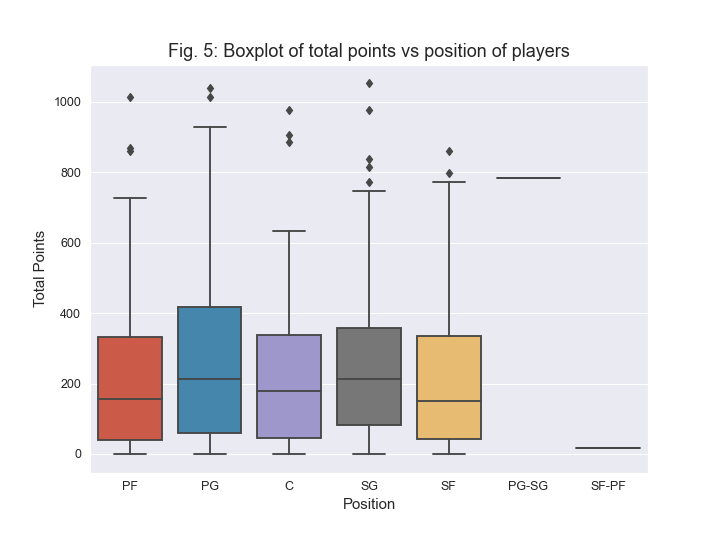 Fig. 5: Boxplot of total points vs position of players
1000
800
600
400
200
0
Total Points
PF PG C SG SF PG-SG SF-PF
Position